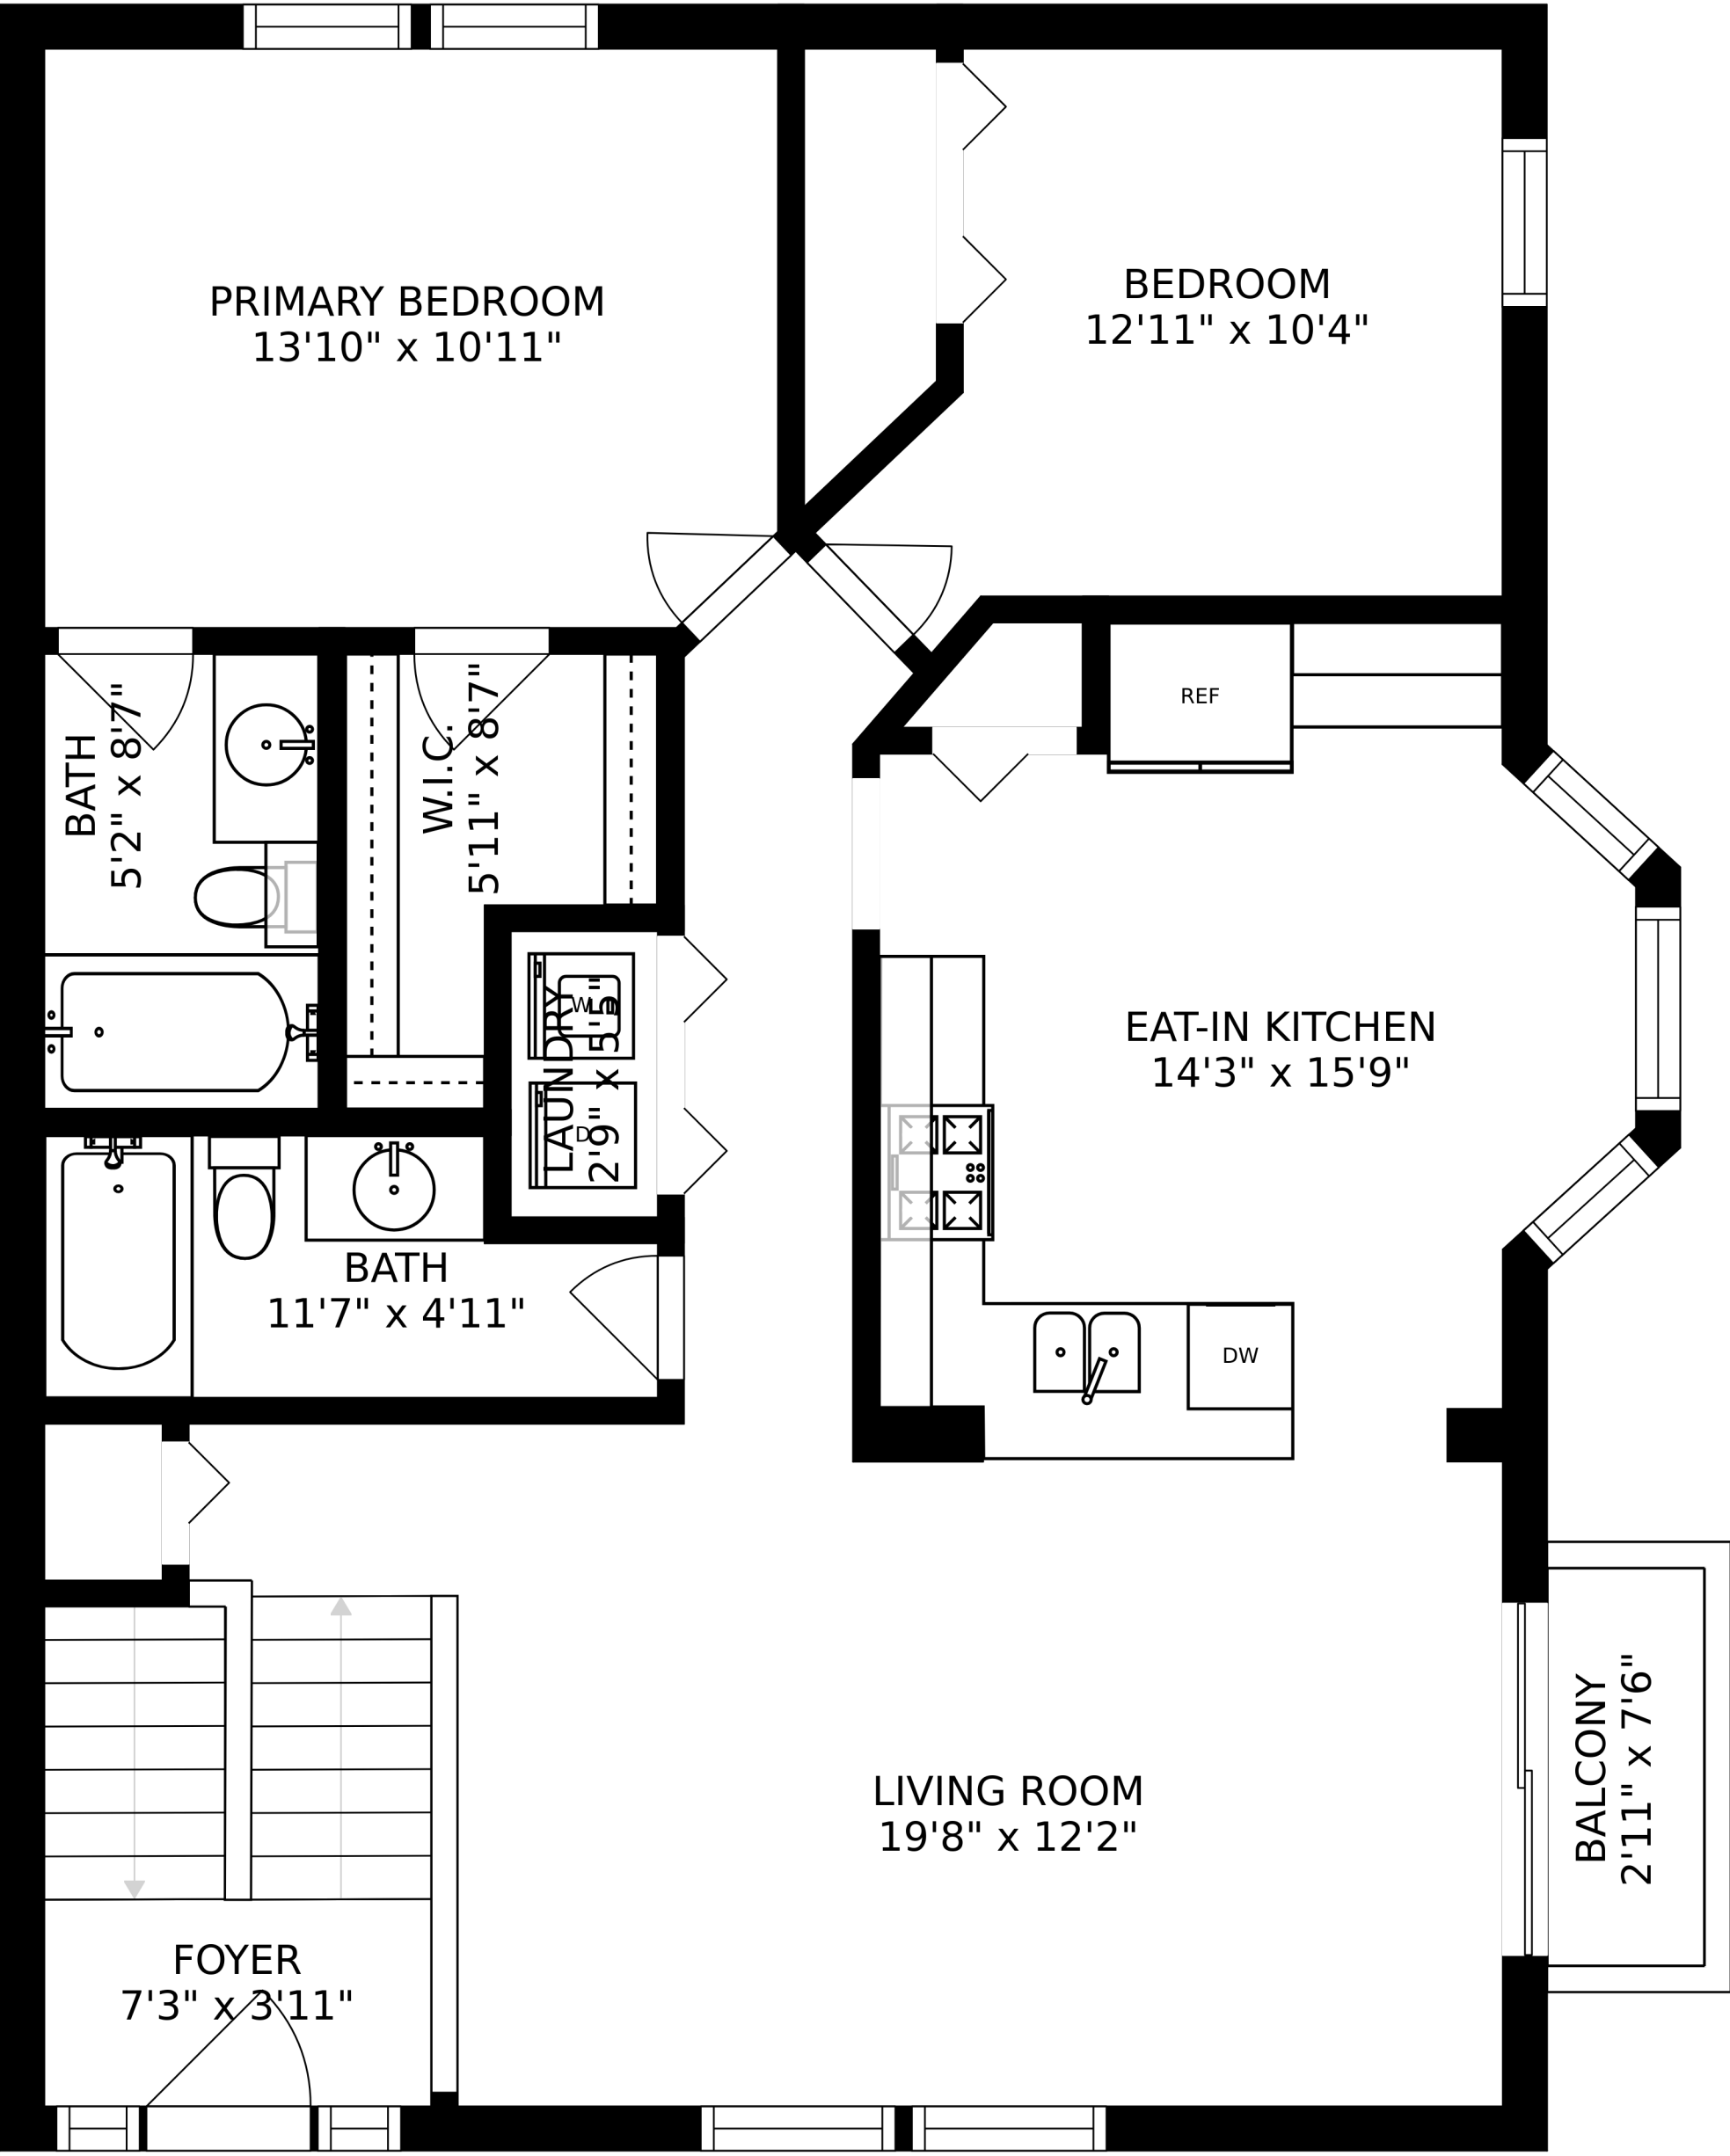 PRIMARY BEDROOM
13'10" x 10'11"
BEDROOM
12'11" x 10'4"
REF
BATH
5'2" x 8'7"
W.I.C.
5'11" x 8'7"
LAUNDRY
2'9" x 5'5"
W
D
EAT-IN KITCHEN
14'3" x 15'9"
BATH
11'7" x 4'11"
DW
LIVING ROOM
19'8" x 12'2"
BALCONY
2'11" x 7'6"
FOYER
7'3" x 3'11"